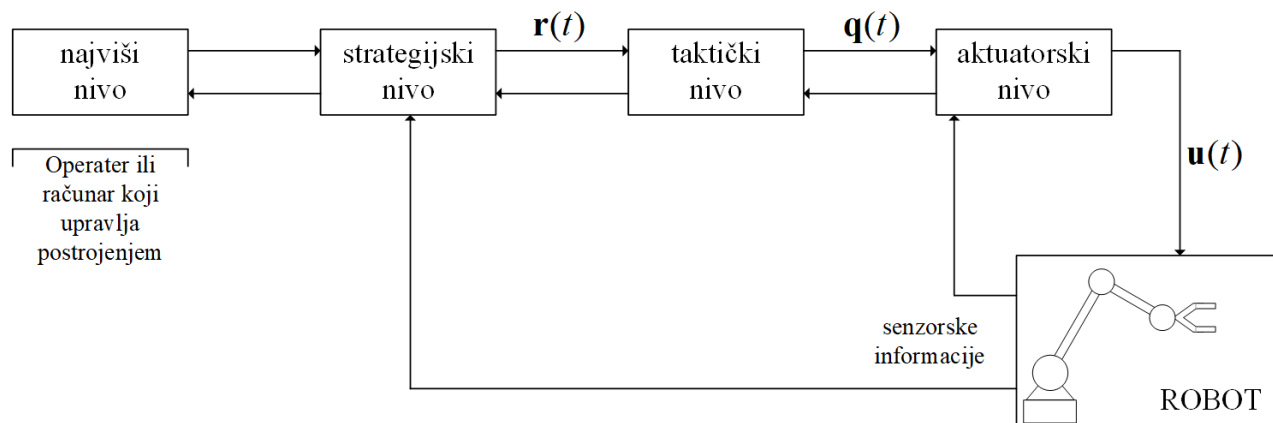 najviši
nivo
strategijski
nivo
r(t)
taktički
nivo
q(t)
aktuatorski
nivo
u(t)
Operater ili
računar koji
upravlja
postrojenjem
senzorske
informacije
ROBOT